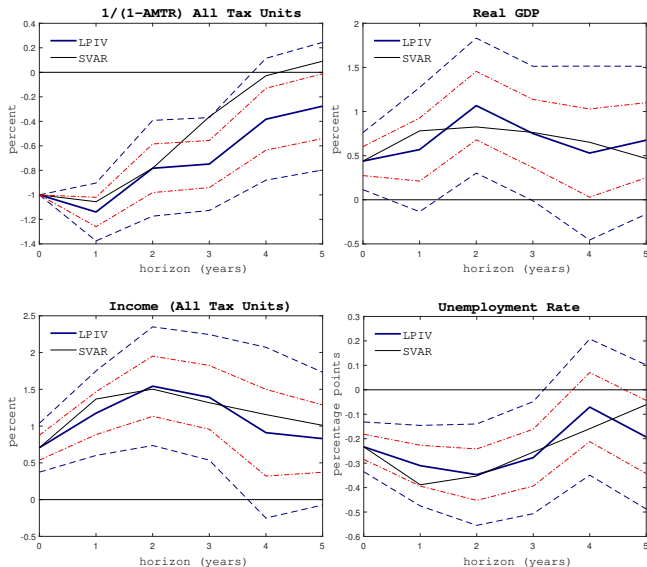 1/(1-AMTR) All Tax Units
0.4
0.2
0
-0.2
-0.4
-0.6
-0.8
-1
-1.2
-1.4
percent
LPIV
SVAR
0 1 2 3 4 5
horizon (years)
Real GDP
2
1.5
1
0.5
0
-0.5
percent
LPIV
SVAR
0 1 2 3 4 5
horizon (years)
Income (All Tax Units)
2.5
2
1.5
1
0.5
0
-0.5
percent
LPIV
SVAR
0 1 2 3 4 5
horizon (years)
Unemployment Rate
0.3
0.2
0.1
0
-0.1
-0.2
-0.3
-0.4
-0.5
-0.6
percentage points
LPIV
SVAR
0 1 2 3 4 5
horizon (years)